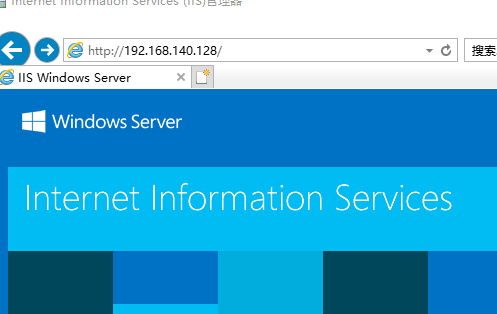 Internet Information Services (IIS)管理器
http://192.168.140.128/
搜索
IIS Windows Server
Windows Server
Internet Information Services